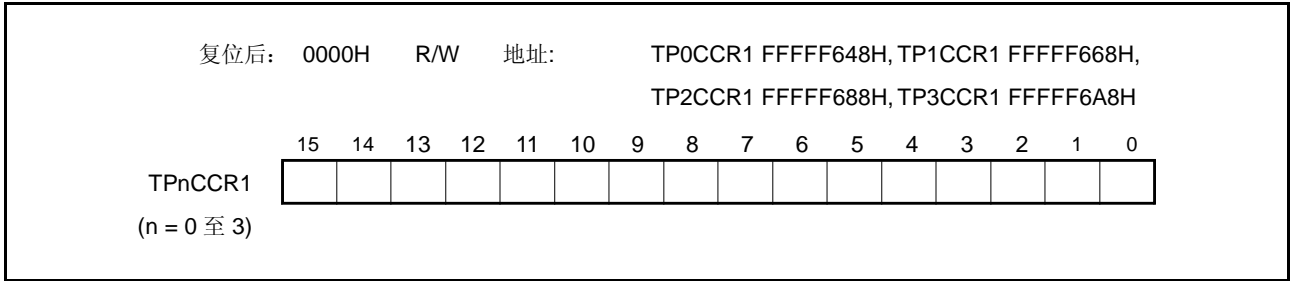 复位后: 0000H R/W 地址: TP0CCR1 FFFFF648H, TP1CCR1 FFFFF668H,
TP2CCR1 FFFFF688H, TP3CCR1 FFFFF6A8H
15 14 13 12 11 10 9 8 7 6 5 4 3 2 1 0
TPnCCR1
(n = 0 至 3)